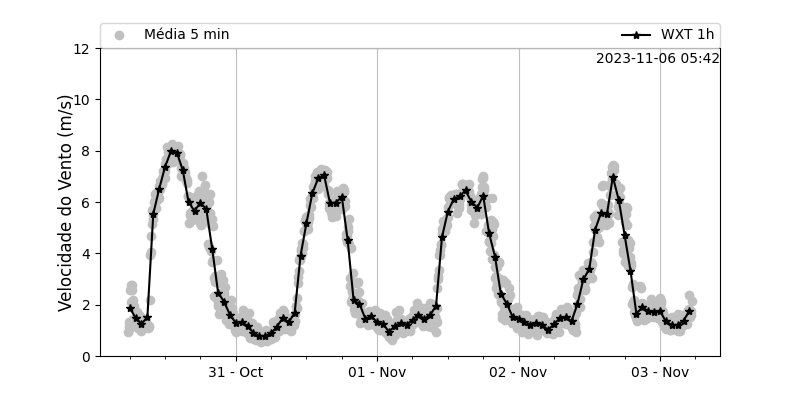 Média 5 min
WXT 1h
2023-11-06 05:42
Velocidade do Vento (m/s)
12
10
8
6
4
2
0
31 - Oct
01 - Nov
02 - Nov
03 - Nov